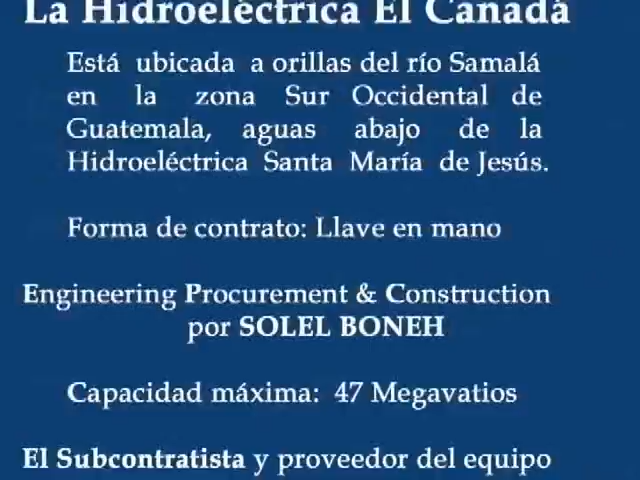 La Hidroeléctrica El Canadá
Está ubicada a orillas del río Samalá
en la zona Sur Occidental de
Guatemala, aguas abajo de la
Hidroeléctrica Santa María de Jesús.
Forma de contrato: Llave en mano
Engineering Procurement & Construction
por SOLEL BONEH
Capacidad máxima: 47 Megavatios
El Subcontratista y proveedor del equipo